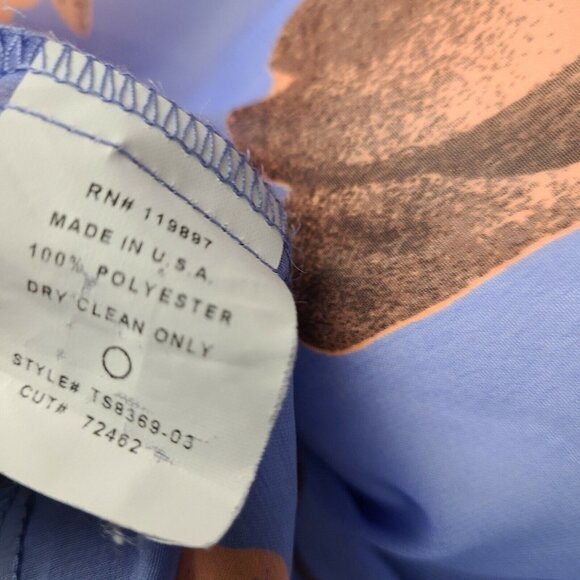 RN# 119897
MADE IN U.S.A.
100% POLYESTER
DRY CLEAN ONLY
STYLE# TS8369-03
CUT# 72462